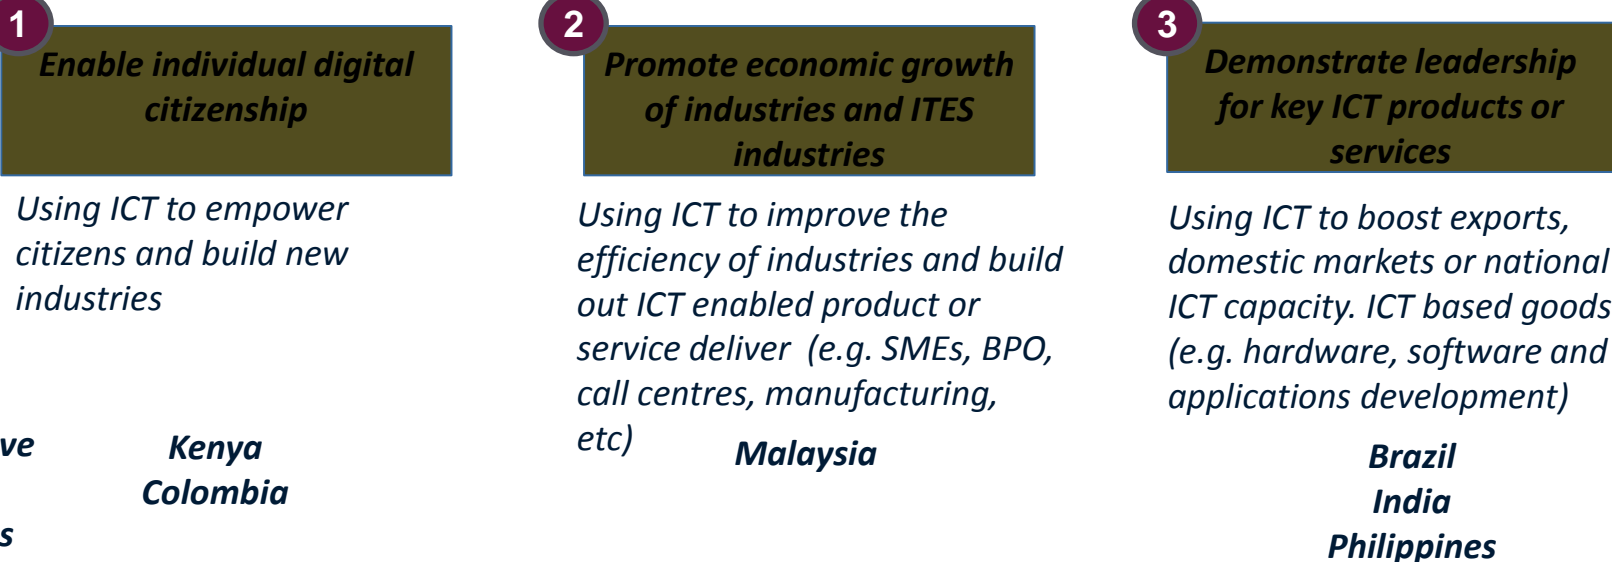 1
Enable individual digital
citizenship
Using ICT to empower
citizens and build new
industries
ve
s
Kenya
Colombia
2
Promote economic growth
of industries and ITES
industries
Using ICT to improve the
efficiency of industries and build
out ICT enabled product or
service deliver (e.g. SMEs, BPO,
call centres, manufacturing,
etc)
Malaysia
3
Demonstrate leadership
for key ICT products or
services
Using ICT to boost exports,
domestic markets or national
ICT capacity. ICT based goods
(e.g. hardware, software and
applications development)
Brazil
India
Philippines